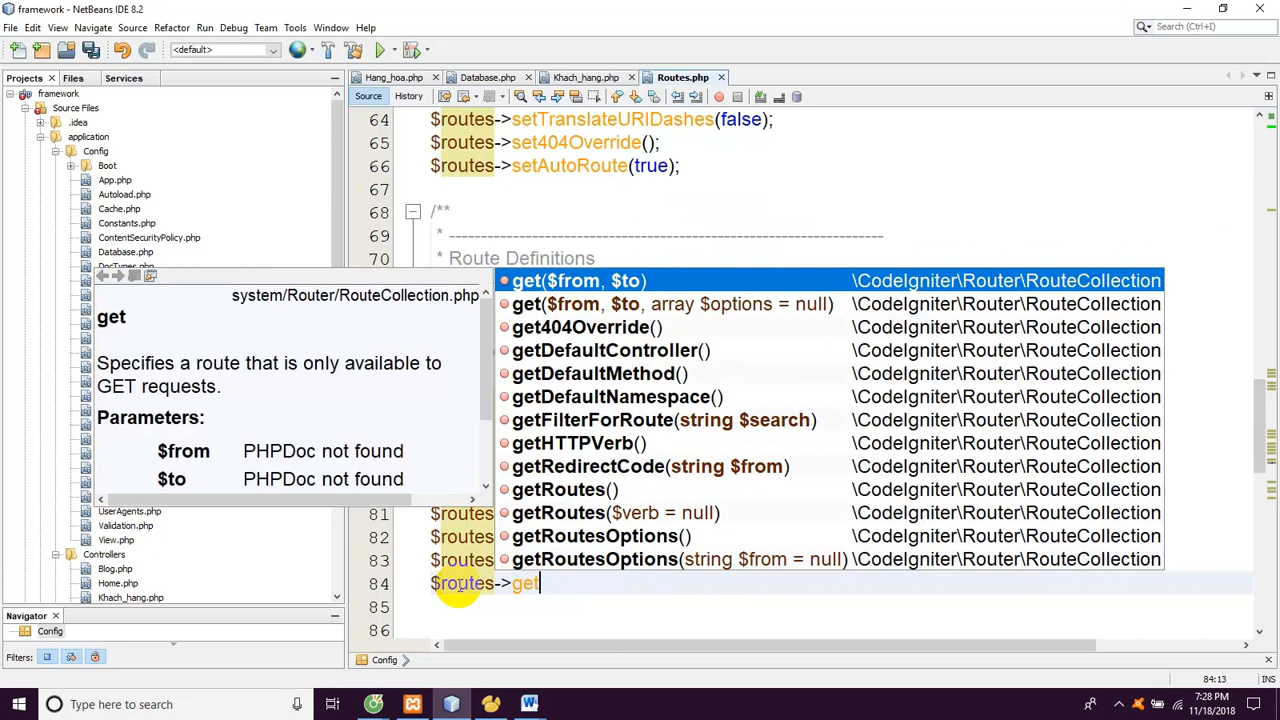 framework - NetBeans IDE 8.2
File Edit View Navigate Source Refactor Run Debug Team Tools Window Help
Search (Ctrl+I)
<default>
Projects Files Services
Hang_hoa.php Database.php Khach_hang.php Routes.php
Source History
framework
Source Files
.idea
application
Config
Boot
App.php
Autoload.php
Cache.php
Constants.php
ContentSecurityPolicy.php
Database.php
DocTypes.php
64 $routes->setTranslateURIDashes(false);
65 $routes->set404Override();
66 $routes->setAutoRoute(true);
67
68 /**
69 * --------------------------------------------------------------------
70 * Route Definitions
system/Router/RouteCollection.php
get
Specifies a route that is only available to
GET requests.
Parameters:
$from PHPDoc not found
$to PHPDoc not found
get($from, $to) \CodeIgniter\Router\RouteCollection
get($from, $to, array $options = null) \CodeIgniter\Router\RouteCollection
get404Override() \CodeIgniter\Router\RouteCollection
getDefaultController() \CodeIgniter\Router\RouteCollection
getDefaultMethod() \CodeIgniter\Router\RouteCollection
getDefaultNamespace() \CodeIgniter\Router\RouteCollection
getFilterForRoute(string $search) \CodeIgniter\Router\RouteCollection
getHTTPVerb() \CodeIgniter\Router\RouteCollection
getRedirectCode(string $from) \CodeIgniter\Router\RouteCollection
getRoutes() \CodeIgniter\Router\RouteCollection
getRoutes($verb = null) \CodeIgniter\Router\RouteCollection
getRoutesOptions() \CodeIgniter\Router\RouteCollection
getRoutesOptions(string $from = null) \CodeIgniter\Router\RouteCollection
UserAgents.php
Validation.php
View.php
Controllers
Blog.php
Home.php
Khach_hang.php
81 $routes
82 $routes
83 $routes
84 $routes->get
85
86
Navigator
Config
Filters:
Config
84:13 INS
Type here to search
7:28 PM
11/18/2018